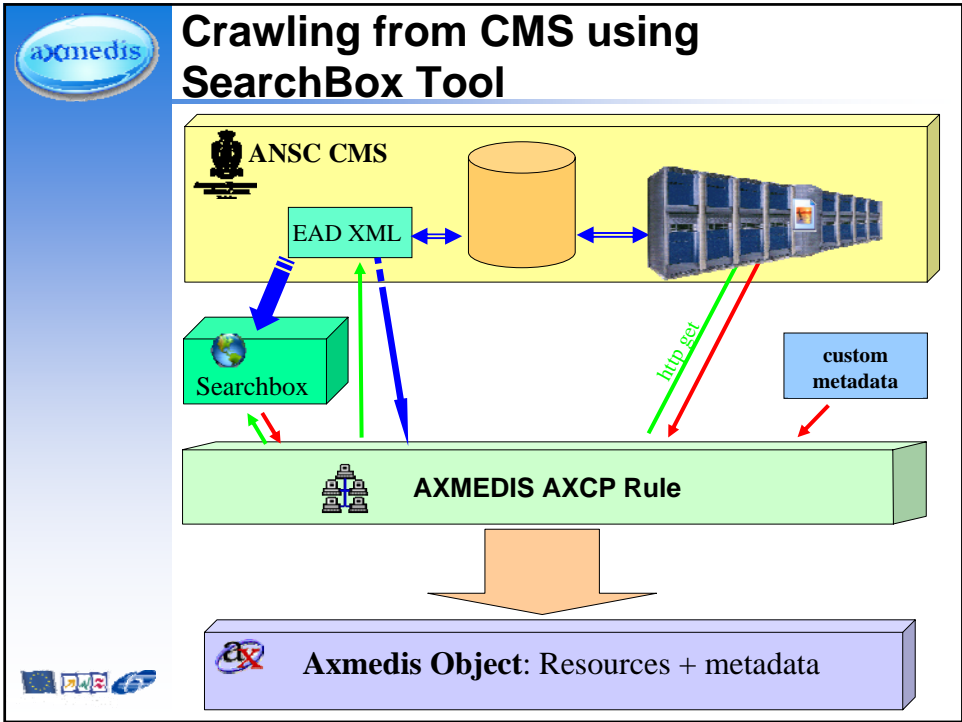 axmedis
Crawling from CMS using
SearchBox Tool
ANSC CMS
EAD XML
http get
custom
metadata
Searchbox
AXMEDIS AXCP Rule
ax
Axmedis Object: Resources + metadata